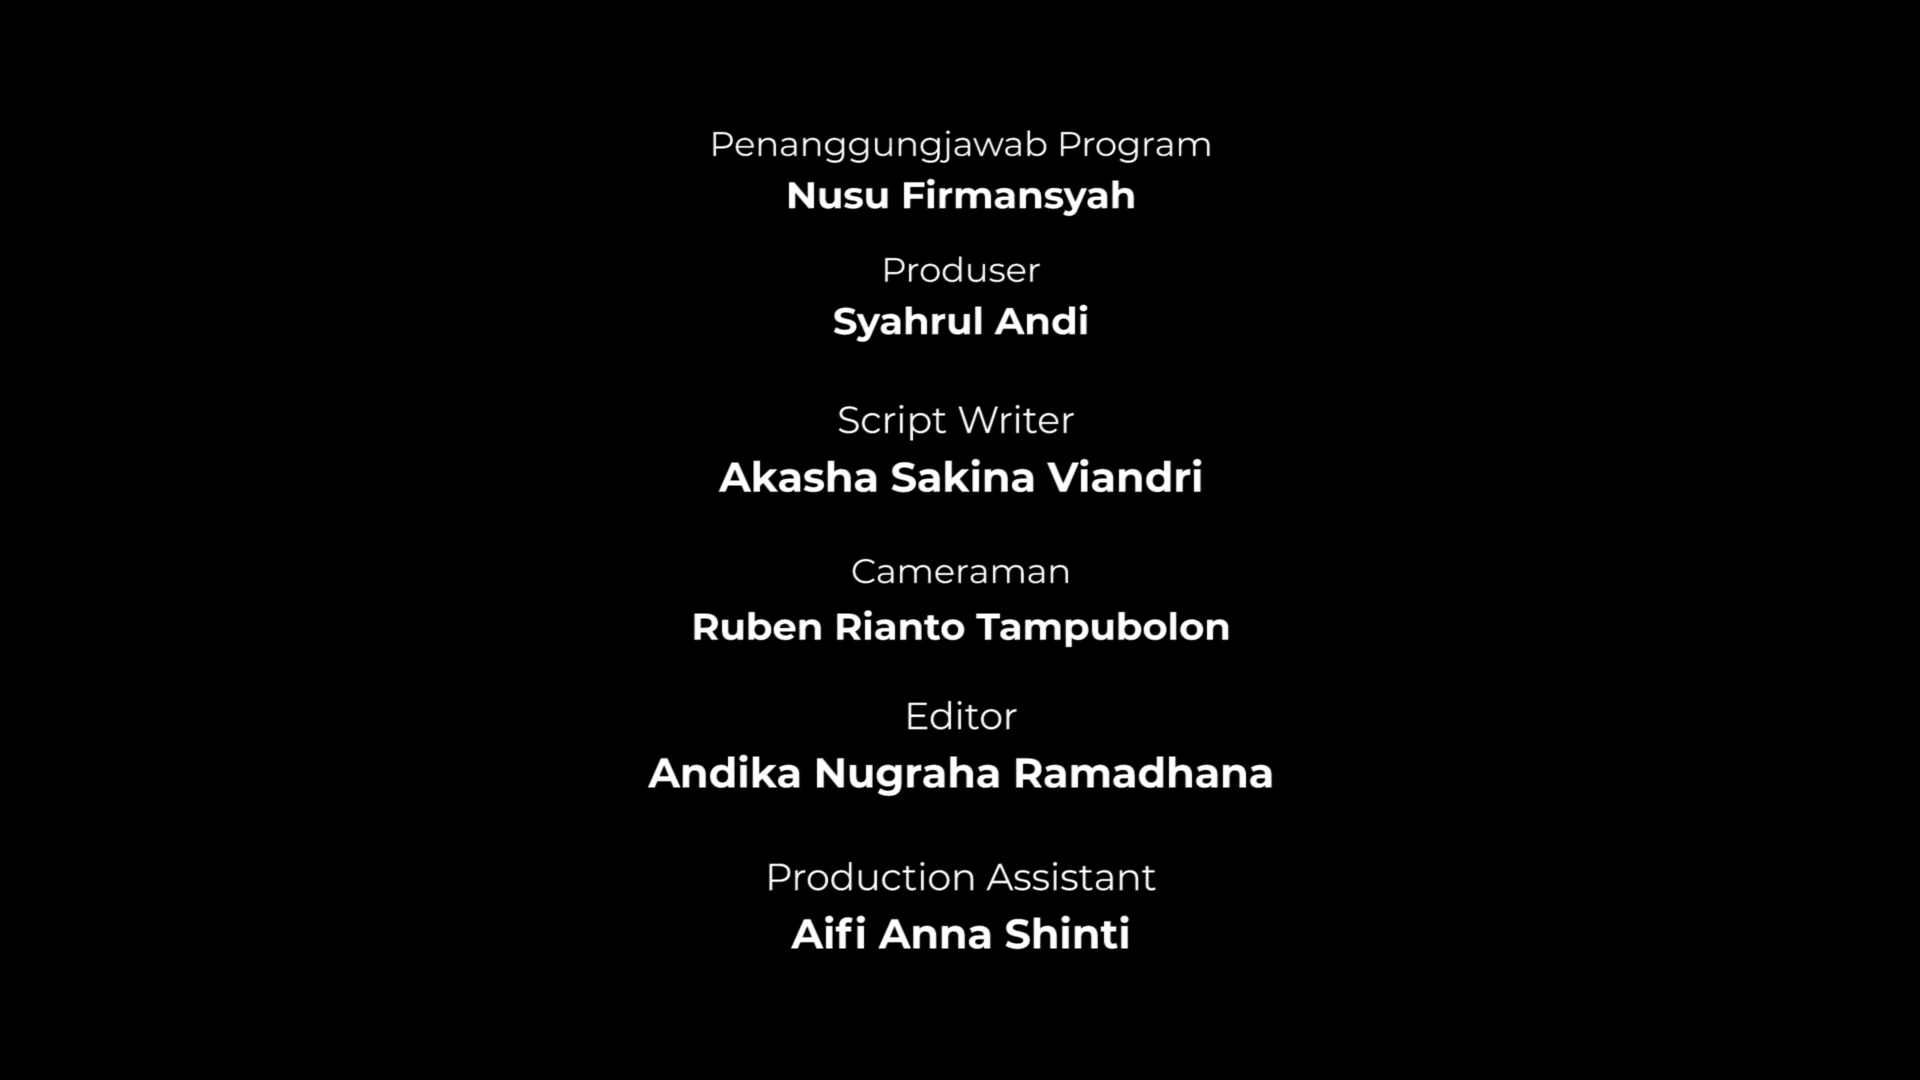 Penanggungjawab Program
Nusu Firmansyah
Produser
Syahrul Andi
Script Writer
Akasha Sakina Viandri
Cameraman
Ruben Rianto Tampubolon
Editor
Andika Nugraha Ramadhana
Production Assistant
Aifi Anna Shinti